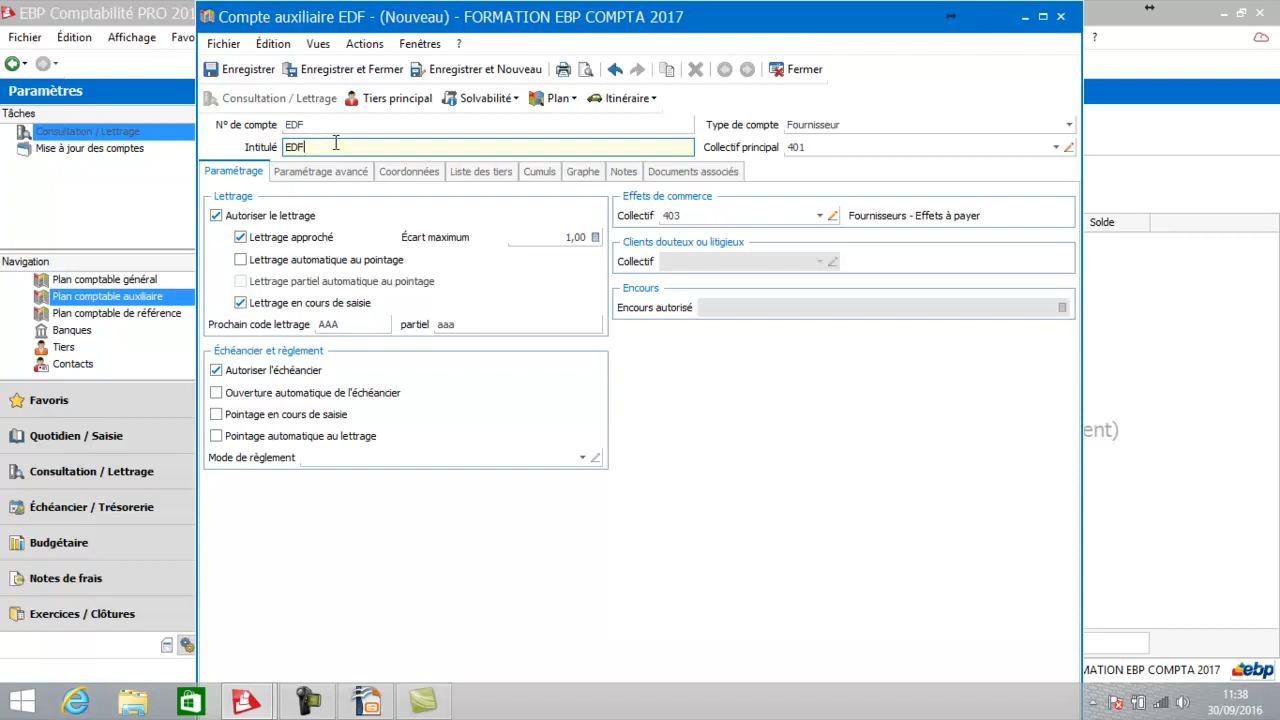 EBP Comptabilité PRO 201
Compte auxiliaire EDF - (Nouveau) - FORMATION EBP COMPTA 2017
Fichier Édition Affichage Favo
Fichier Édition Vues Actions Fenêtres ?
?
Enregistrer Enregistrer et Fermer Enregistrer et Nouveau Fermer
Paramètres
Consultation / Lettrage Tiers principal Solvabilité Plan Itinéraire
Tâches
Consultation / Lettrage
Mise à jour des comptes
N° de compte EDF Type de compte Fournisseur
Intitulé EDF Collectif principal 401
Paramétrage Paramétrage avancé Coordonnées Liste des tiers Cumuls Graphe Notes Documents associés
Lettrage
Autoriser le lettrage
Lettrage approché Écart maximum 1,00
Lettrage automatique au pointage
Lettrage partiel automatique au pointage
Lettrage en cours de saisie
Prochain code lettrage AAA partiel aaa
Échéancier et règlement
Autoriser l'échéancier
Ouverture automatique de l'échéancier
Pointage en cours de saisie
Pointage automatique au lettrage
Mode de règlement
Effets de commerce
Collectif 403 Fournisseurs - Effets à payer
Clients douteux ou litigieux
Collectif
Encours
Encours autorisé
Solde
ent)
Navigation
Plan comptable général
Plan comptable auxiliaire
Plan comptable de référence
Banques
Tiers
Contacts
Favoris
Quotidien / Saisie
Consultation / Lettrage
Échéancier / Trésorerie
Budgétaire
Notes de frais
Exercices / Clôtures
MATION EBP COMPTA 2017 ebp
11:38
30/09/2016